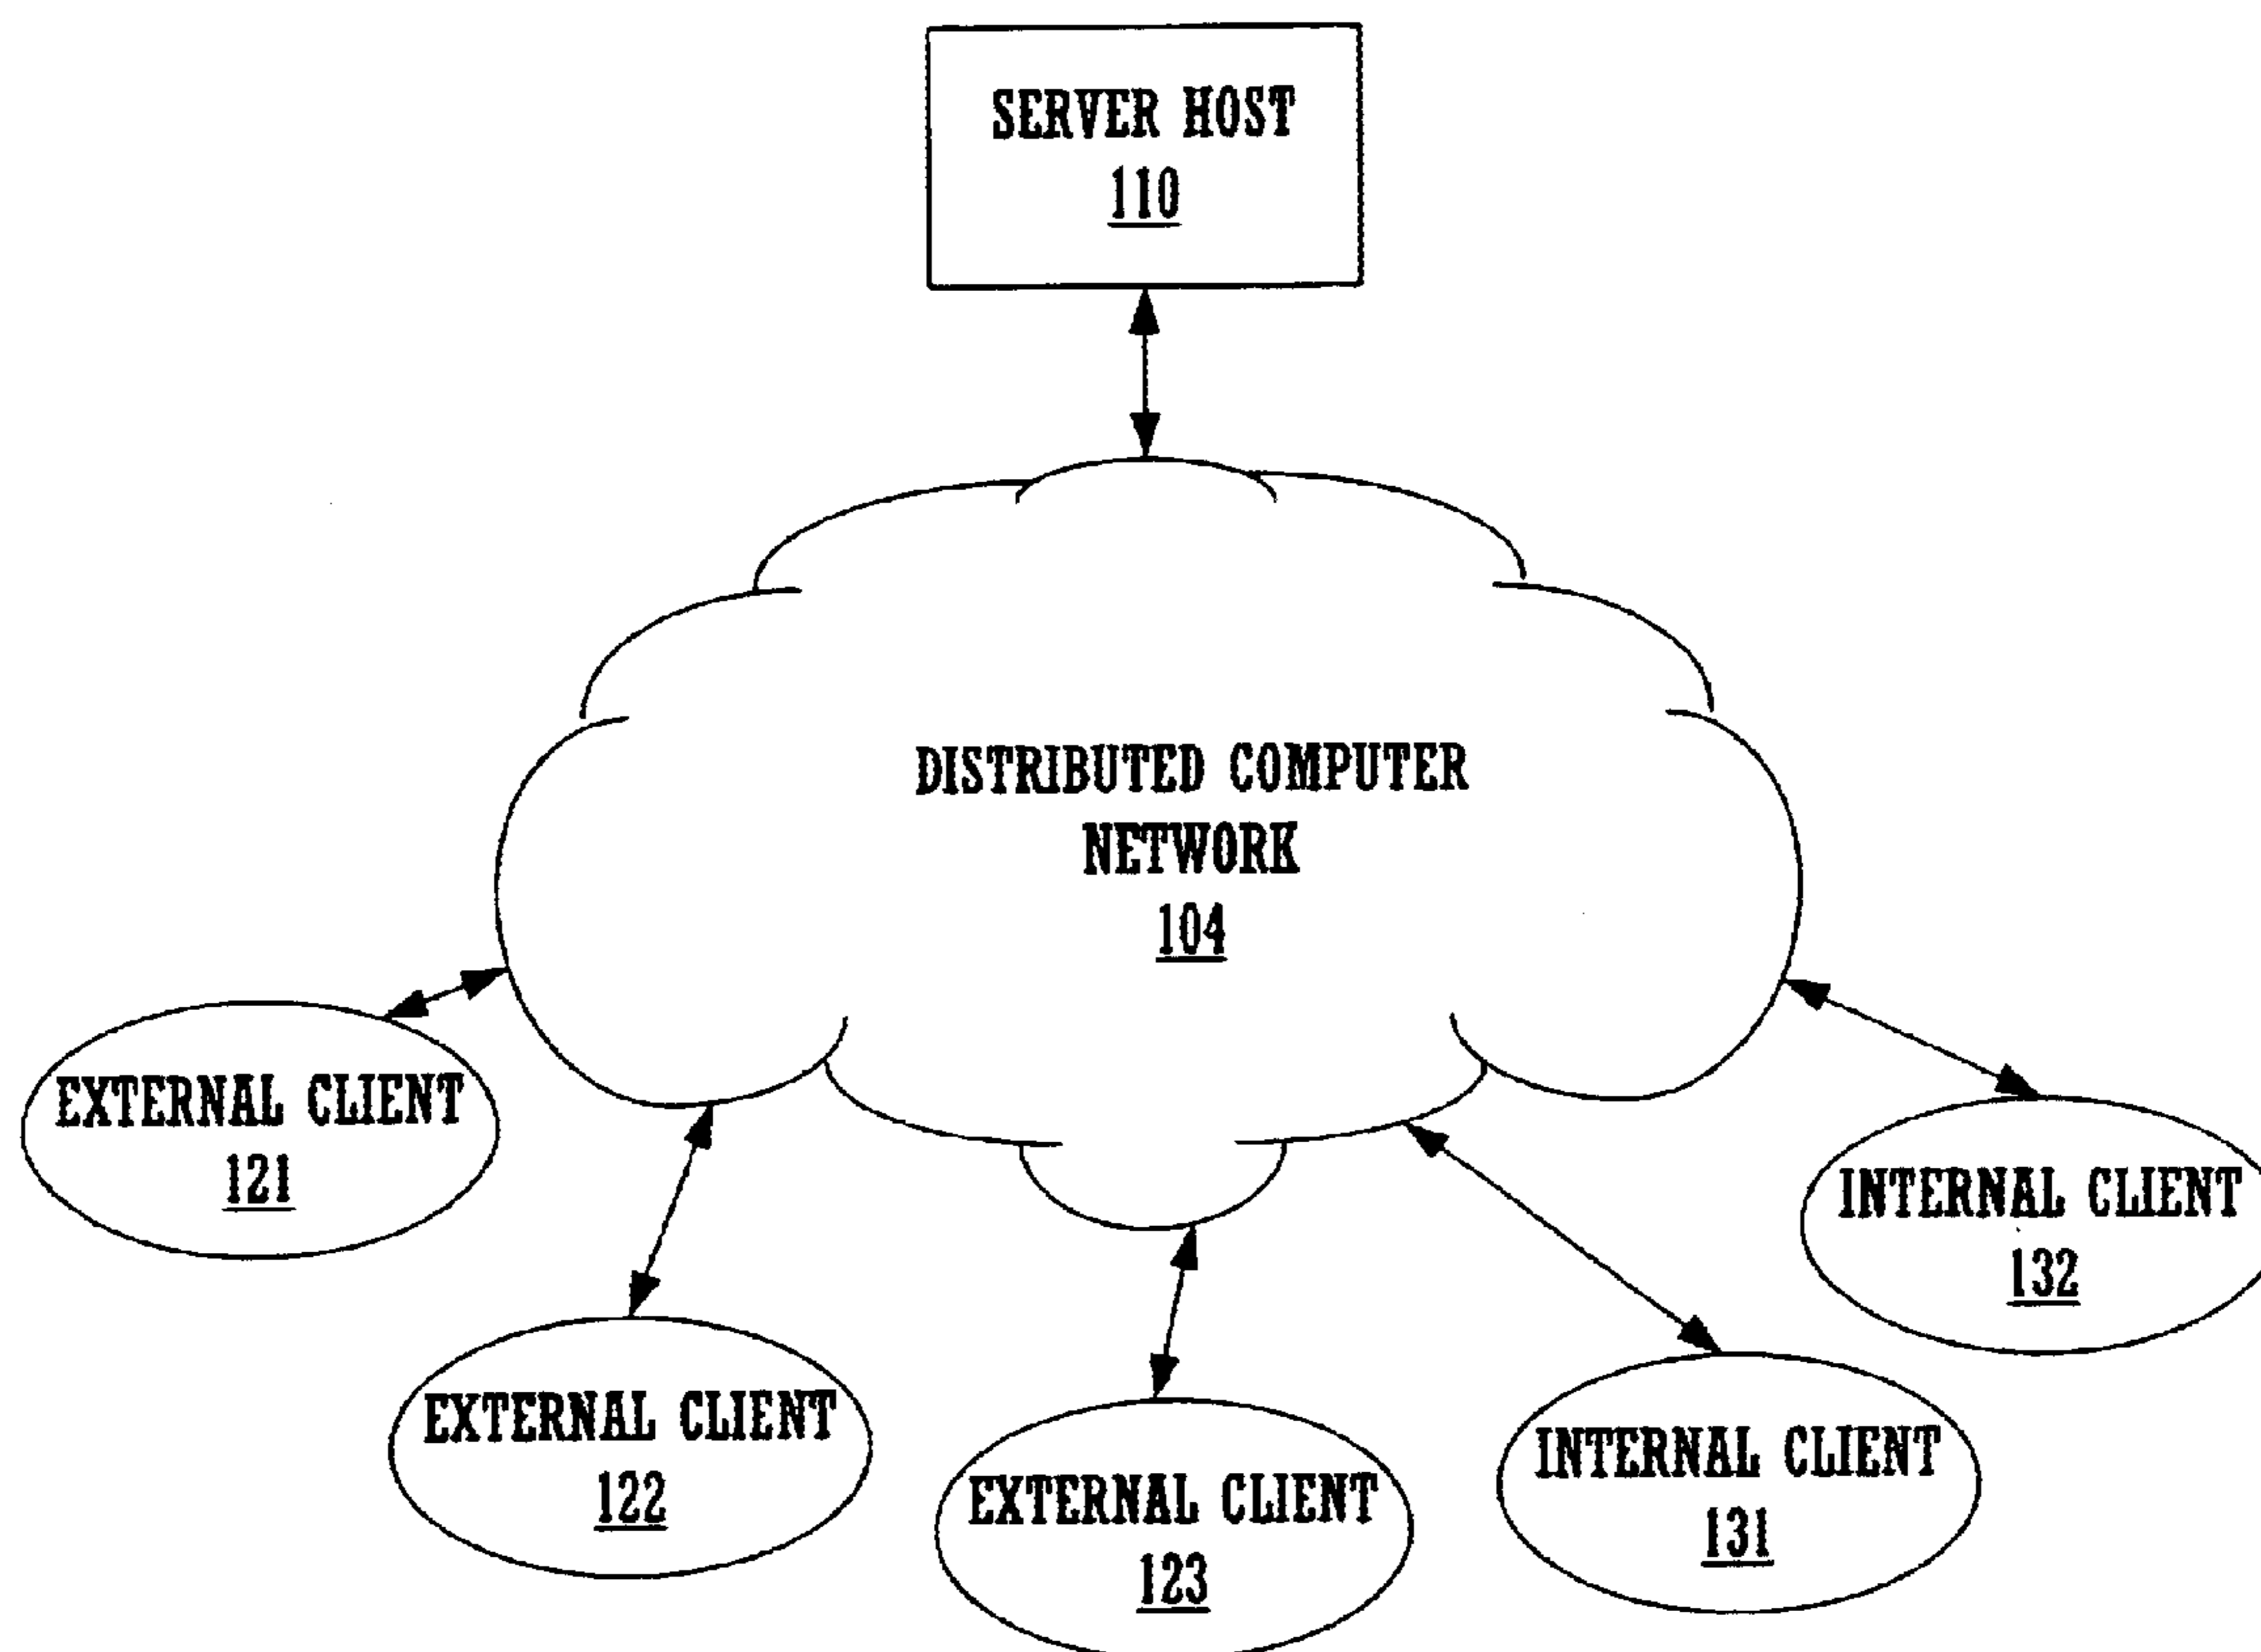 SERVER HOST
110
DISTRIBUTED COMPUTER
NETWORK
104
EXTERNAL CLIENT
121
INTERNAL CLIENT
132
EXTERNAL CLIENT
122
INTERNAL CLIENT
131
EXTERNAL CLIENT
123